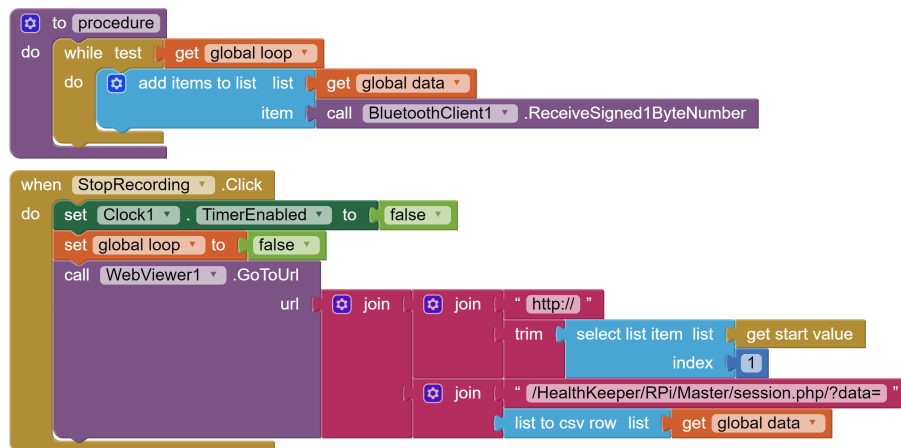 to procedure
do while test get global loop
do add items to list list get global data
item call BluetoothClient1 .ReceiveSigned1ByteNumber
when StopRecording .Click
do set Clock1 . TimerEnabled to false
set global loop to false
call WebViewer1 .GoToUrl
url join join “ http:// ”
trim select list item list get start value
index 1
join “ /HealthKeeper/RPi/Master/session.php/?data= ”
list to csv row list get global data